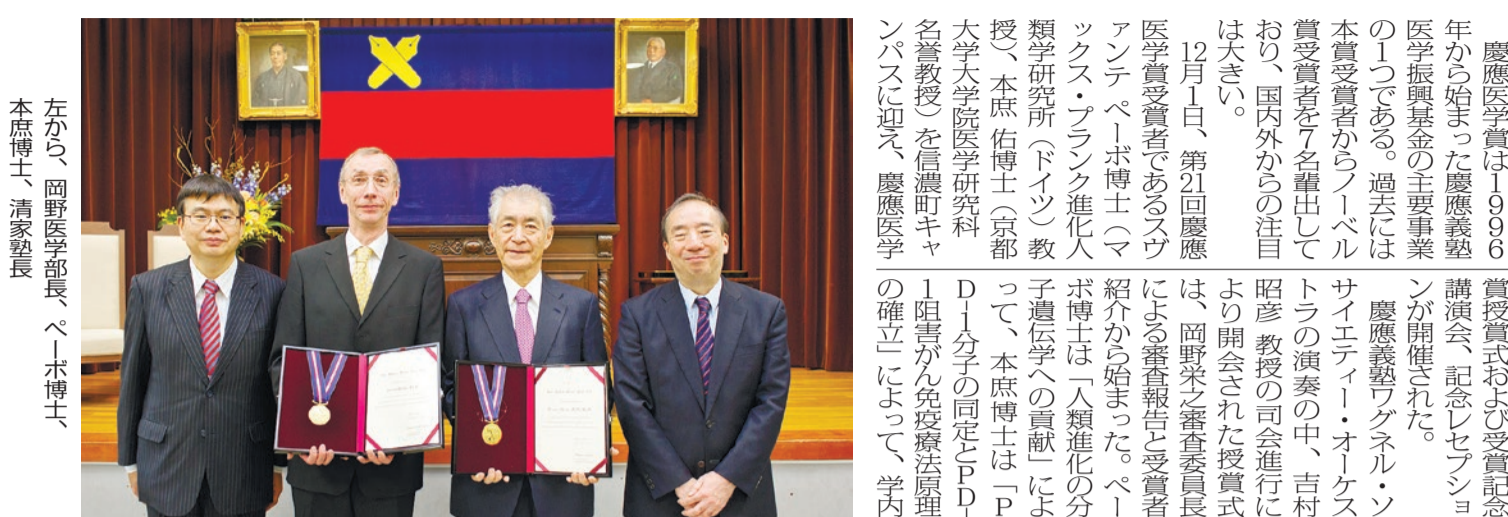 慶應医学賞は1996
年から始まった慶應義塾
医学振興基金の主要事業
の1つである。過去には
本賞受賞者からノーベル
賞受賞者を7名輩出して
おり、国内外からの注目
は大きい。
12月1日、第21回慶應
医学賞受賞者であるスヴ
ァンテ ペーボ博士（マ
ックス・プランク進化人
類学研究所（ドイツ）教
授）、本庶 佑博士（京都
大学大学院医学研究科
名誉教授）を信濃町キャ
ンパスに迎え、慶應医学
賞授賞式および受賞記念
講演会、記念レセプショ
ンが開催された。
慶應義塾ワグネル・ソ
サイエティー・オーケス
トラの演奏の中、吉村
昭彦 教授の司会進行に
より開会された授賞式
は、岡野栄之審査委員長
による審査報告と受賞者
紹介から始まった。ペー
ボ博士は「人類進化の分
子遺伝学への貢献」によ
って、本庶博士は「P
D-1分子の同定とPD-
1阻害がん免疫療法原理
の確立」によって、学内
左から、岡野医学部長、ペーボ博士、
本庶博士、清家塾長